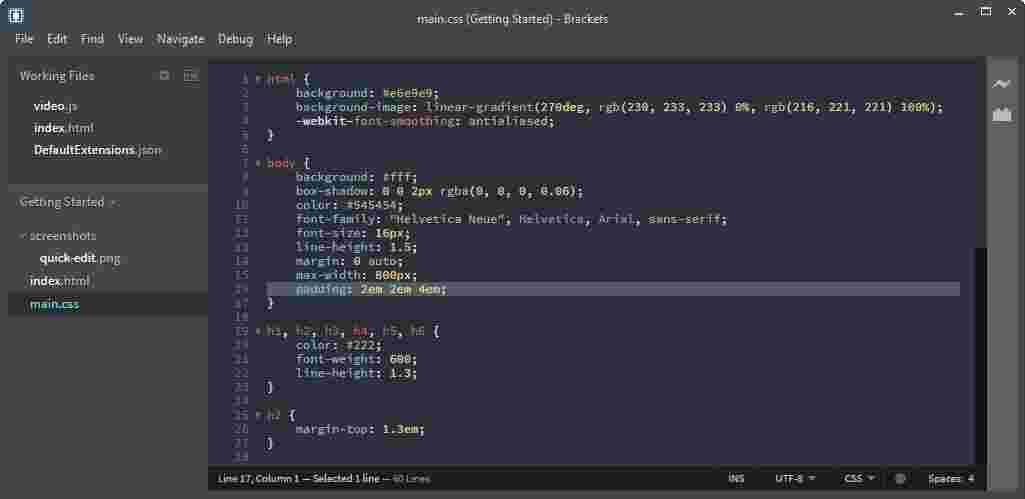 main.css (Getting Started) - Brackets
File Edit Find View Navigate Debug Help
Working Files
video.js
index.html
DefaultExtensions.json
Getting Started
screenshots
quick-edit.png
index.html
main.css
1 html {
2 background: #e6e9e9;
3 background-image: linear-gradient(270deg, rgb(230, 233, 233) 0%, rgb(216, 221, 221) 100%);
4 -webkit-font-smoothing: antialiased;
5 }
6
7 body {
8 background: #fff;
9 box-shadow: 0 0 2px rgba(0, 0, 0, 0.06);
10 color: #545454;
11 font-family: "Helvetica Neue", Helvetica, Arial, sans-serif;
12 font-size: 16px;
13 line-height: 1.5;
14 margin: 0 auto;
15 max-width: 800px;
16 padding: 2em 2em 4em;
17 }
18
19 h1, h2, h3, h4, h5, h6 {
20 color: #222;
21 font-weight: 600;
22 line-height: 1.3;
23 }
24
25 h2 {
26 margin-top: 1.3em;
27 }
28
Line 17, Column 1 — Selected 1 line — 60 Lines INS UTF-8 CSS Spaces: 4